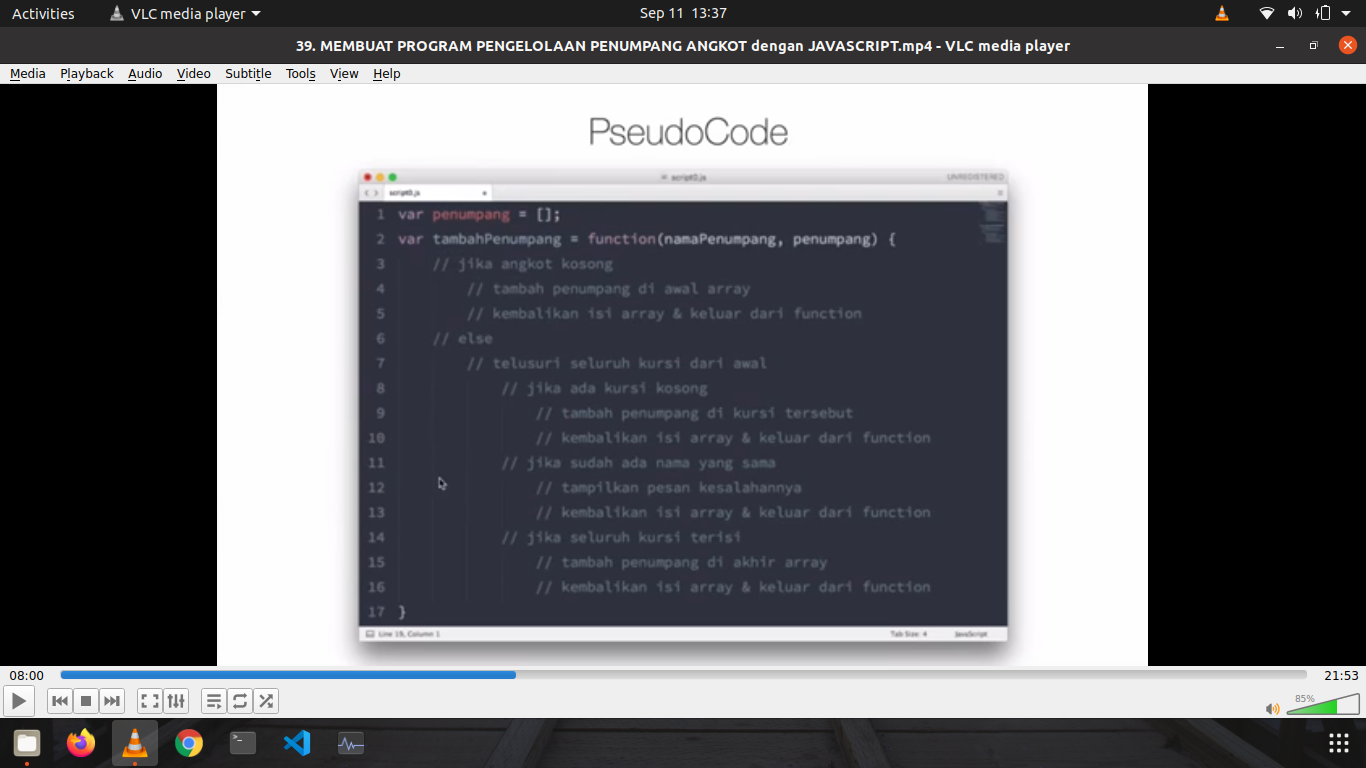 Activities VLC media player Sep 11 13:37
39. MEMBUAT PROGRAM PENGELOLAAN PENUMPANG ANGKOT dengan JAVASCRIPT.mp4 - VLC media player
Media Playback Audio Video Subtitle Tools View Help
PseudoCode
script3.js UNREGISTERED
script3.js
1 var penumpang = [];
2 var tambahPenumpang = function(namaPenumpang, penumpang) {
3 // jika angkot kosong
4 // tambah penumpang di awal array
5 // kembalikan isi array & keluar dari function
6 // else
7 // telusuri seluruh kursi dari awal
8 // jika ada kursi kosong
9 // tambah penumpang di kursi tersebut
10 // kembalikan isi array & keluar dari function
11 // jika sudah ada nama yang sama
12 // tampilkan pesan kesalahannya
13 // kembalikan isi array & keluar dari function
14 // jika seluruh kursi terisi
15 // tambah penumpang di akhir array
16 // kembalikan isi array & keluar dari function
17 }
Line 19, Column 1 Tab Size: 4 JavaScript
08:00 21:53
85%